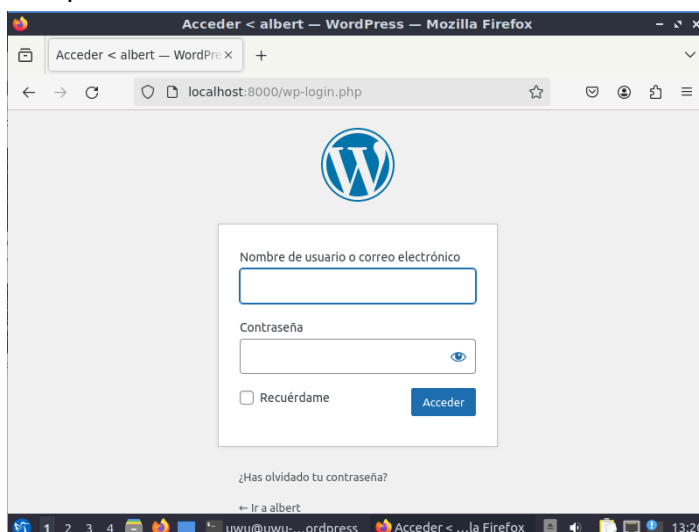 Acceder < albert — WordPress — Mozilla Firefox
Acceder < albert — WordPre
localhost:8000/wp-login.php
Nombre de usuario o correo electrónico
Contraseña
Recuérdame
Acceder
¿Has olvidado tu contraseña?
← Ir a albert
1 2 3 4 uwu@uwu-...ordpress Acceder < ...la Firefox